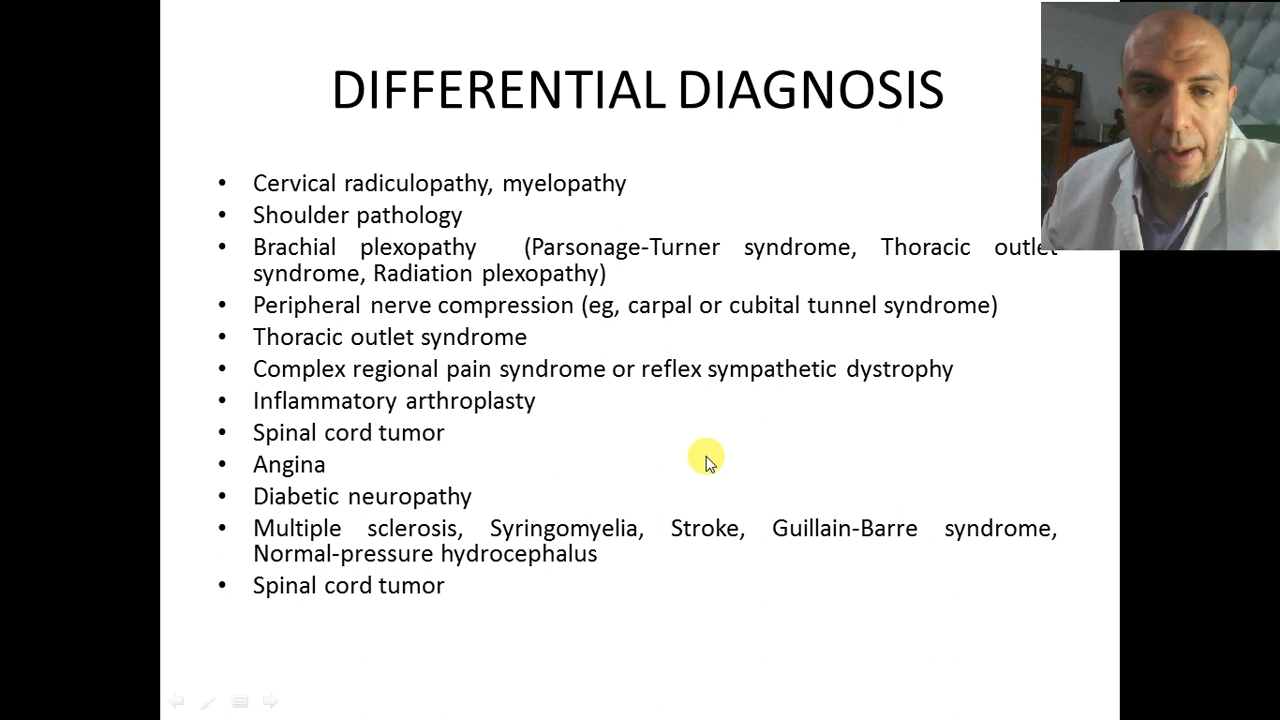 DIFFERENTIAL DIAGNOSIS
• Cervical radiculopathy, myelopathy
• Shoulder pathology
• Brachial plexopathy (Parsonage-Turner syndrome, Thoracic outlet
syndrome, Radiation plexopathy)
• Peripheral nerve compression (eg, carpal or cubital tunnel syndrome)
• Thoracic outlet syndrome
• Complex regional pain syndrome or reflex sympathetic dystrophy
• Inflammatory arthroplasty
• Spinal cord tumor
• Angina
• Diabetic neuropathy
• Multiple sclerosis, Syringomyelia, Stroke, Guillain-Barre syndrome,
Normal-pressure hydrocephalus
• Spinal cord tumor